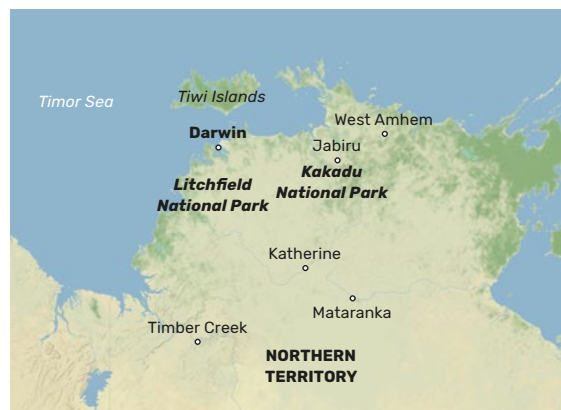 Timor Sea
Tiwi Islands
West Amhem
Darwin
Jabiru
Kakadu
National Park
Litchfield
National Park
Katherine
Mataranka
Timber Creek
NORTHERN
TERRITORY